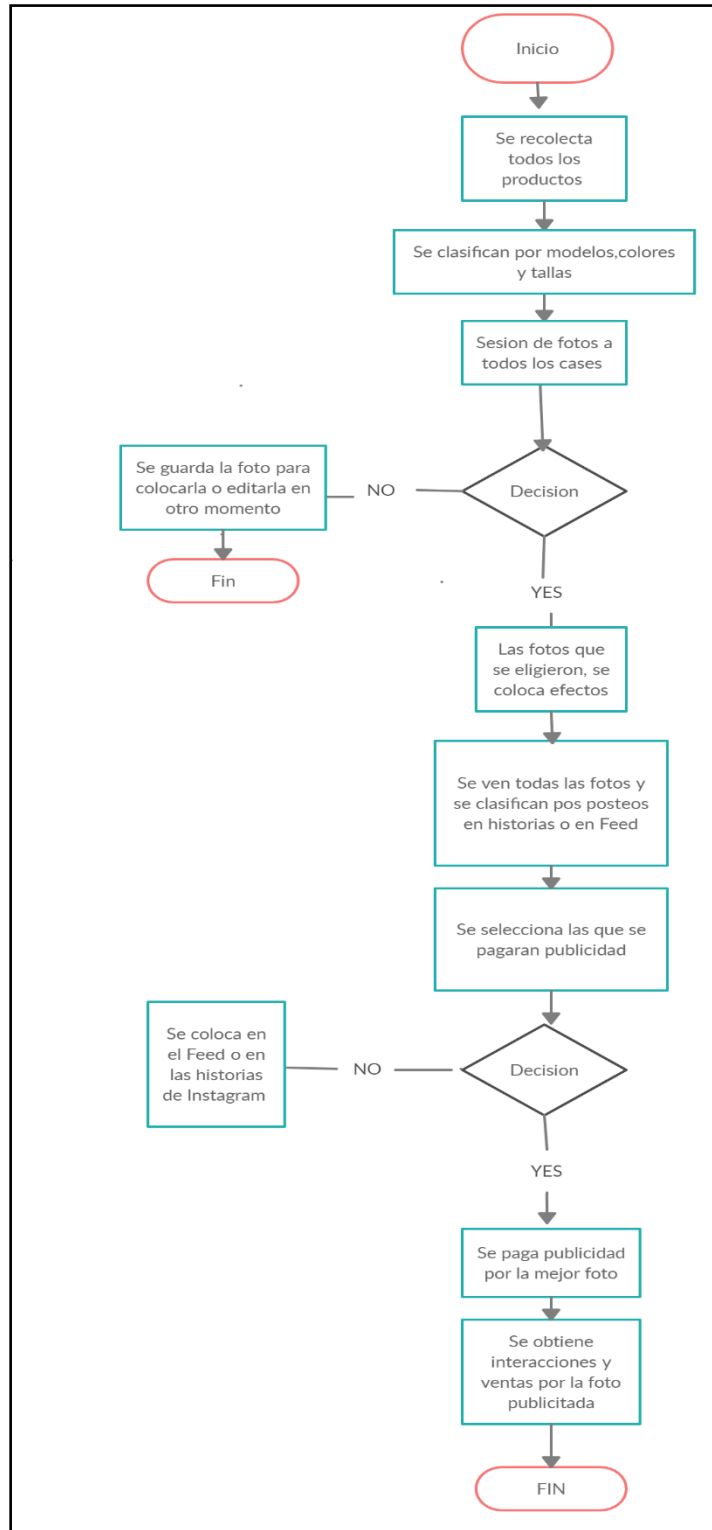 Inicio
Se recolecta
todos los
productos
Se clasifican por modelos,colores
y tallas
Sesion de fotos a
todos los cases
Decision
NO
Se guarda la foto para
colocarla o editarla en
otro momento
Fin
YES
Las fotos que
se eligieron, se
coloca efectos
Se ven todas las fotos y
se clasifican pos posteos
en historias o en Feed
Se selecciona las que se
pagaran publicidad
Decision
NO
Se coloca en
el Feed o en
las historias
de Instagram
YES
Se paga publicidad
por la mejor foto
Se obtiene
interacciones y
ventas por la foto
publicitada
FIN